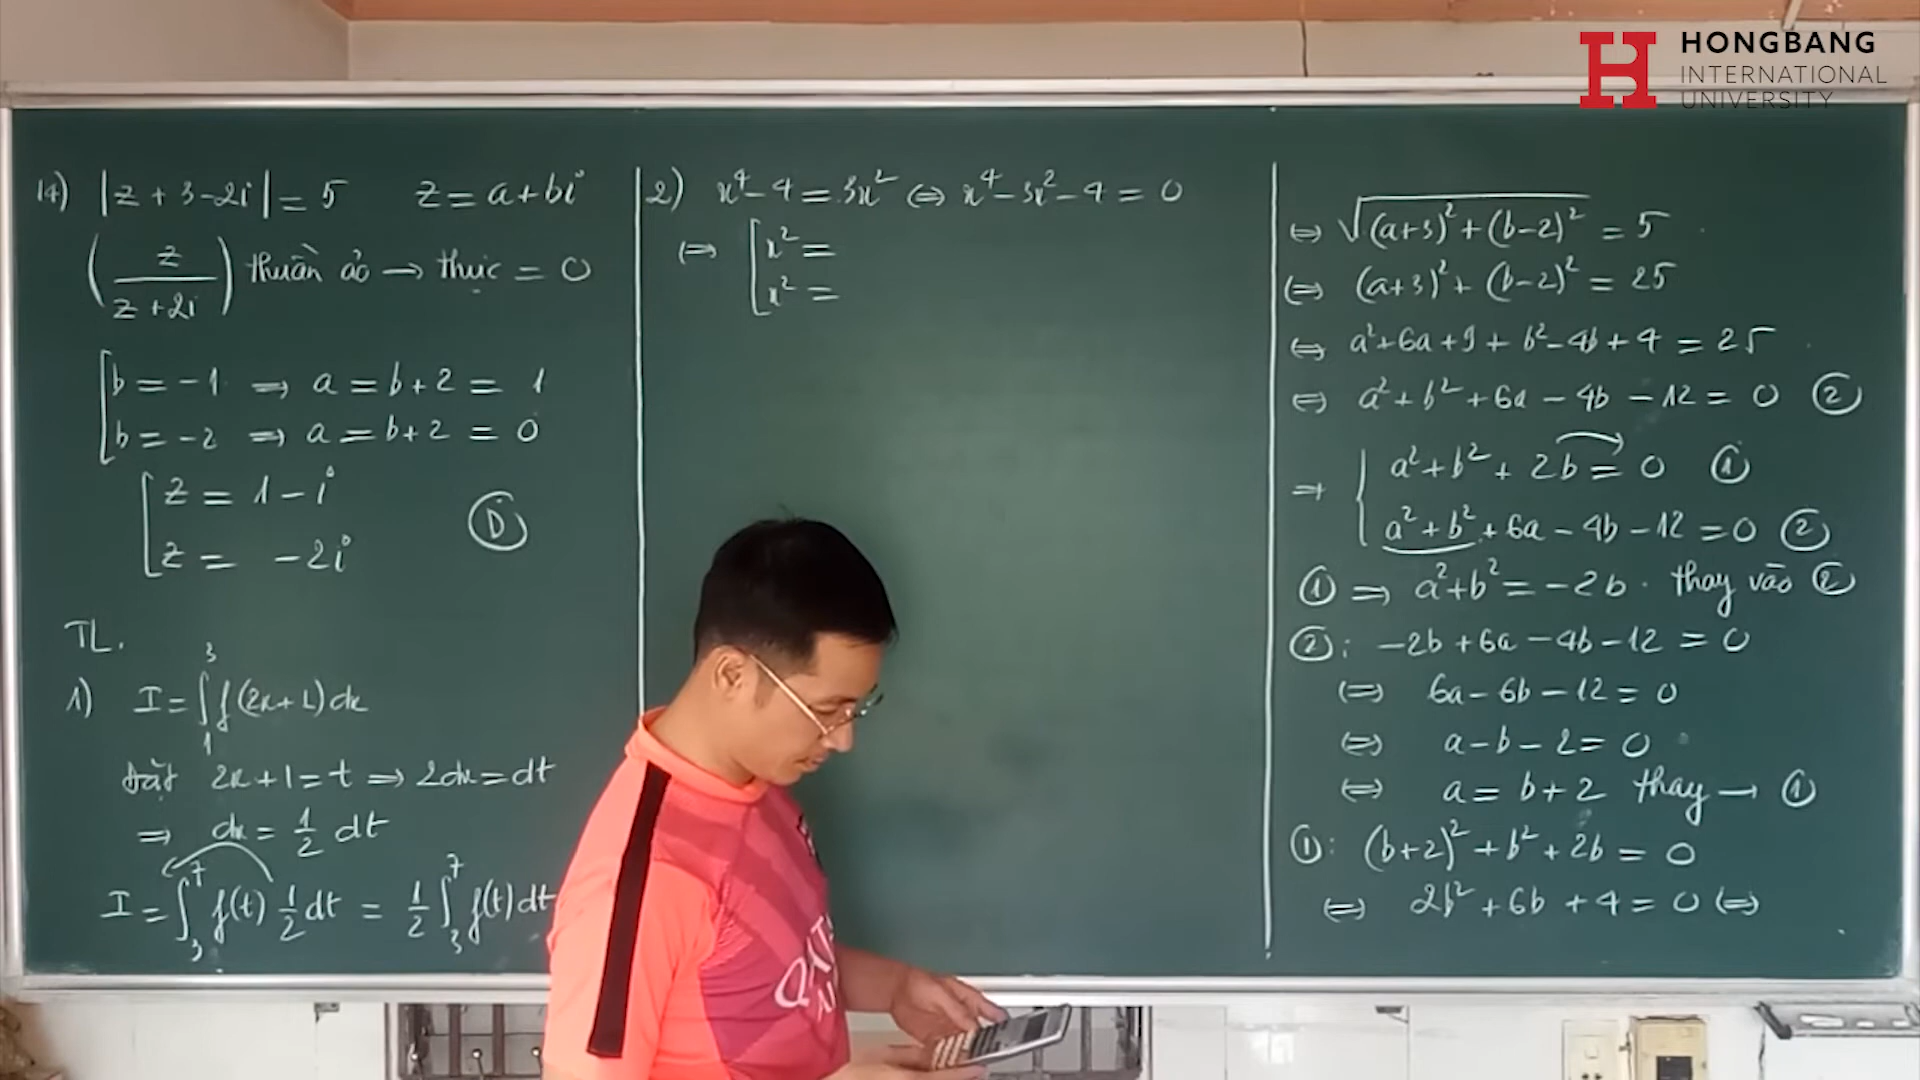 HONGBANG
INTERNATIONAL
UNIVERSITY
14) |z + 3 - 2i| = 5 z = a + bi
(z / (z + 2i)) thuần ảo → thực = 0
b = -1 ⇒ a = b + 2 = 1
b = -2 ⇒ a = b + 2 = 0
z = 1 - i
z = -2i
D
TL.
1) I = ∫₁³ f(2x + 1) dx
Đặt 2x + 1 = t ⇒ 2dx = dt
⇒ dx = 1/2 dt
I = ∫₃⁷ f(t) 1/2 dt = 1/2 ∫₃⁷ f(t) dt
2) x⁴ - 4 = 3x² ⇔ x⁴ - 3x² - 4 = 0
⇔ [ x² =
x² =
⇔ √((a+3)² + (b-2)²) = 5
⇔ (a+3)² + (b-2)² = 25
⇔ a² + 6a + 9 + b² - 4b + 4 = 25
⇔ a² + b² + 6a - 4b - 12 = 0 ②
⇒ { a² + b² + 2b = 0 ①
a² + b² + 6a - 4b - 12 = 0 ②
① ⇒ a² + b² = -2b. thay vào ②
②: -2b + 6a - 4b - 12 = 0
⇔ 6a - 6b - 12 = 0
⇔ a - b - 2 = 0
⇔ a = b + 2 thay → ①
①: (b+2)² + b² + 2b = 0
⇔ 2b² + 6b + 4 = 0 ⇔